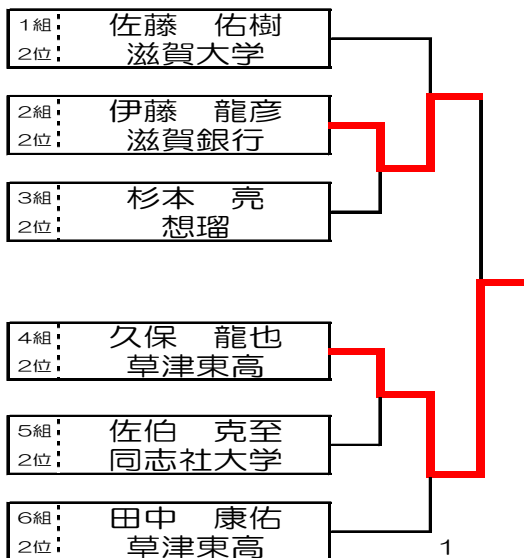 1組 佐藤 佑樹
2位 滋賀大学
2組 伊藤 龍彦
2位 滋賀銀行
3組 杉本 亮
2位 想瑠
4組 久保 龍也
2位 草津東高
5組 佐伯 克至
2位 同志社大学
6組 田中 康佑
2位 草津東高
1